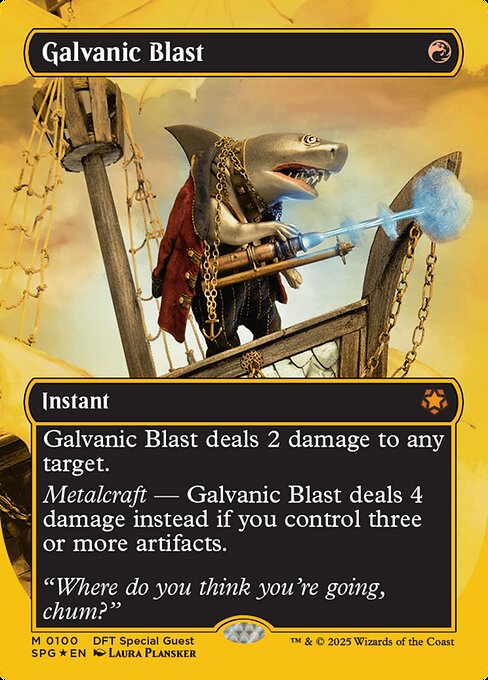 Galvanic Blast
Instant
Galvanic Blast deals 2 damage to any
target.
Metalcraft — Galvanic Blast deals 4
damage instead if you control three
or more artifacts.
“Where do you think you’re going,
chum?”
M 0100 DFT Special Guest
SPG ★ EN Laura Plansker
™ & © 2025 Wizards of the Coast